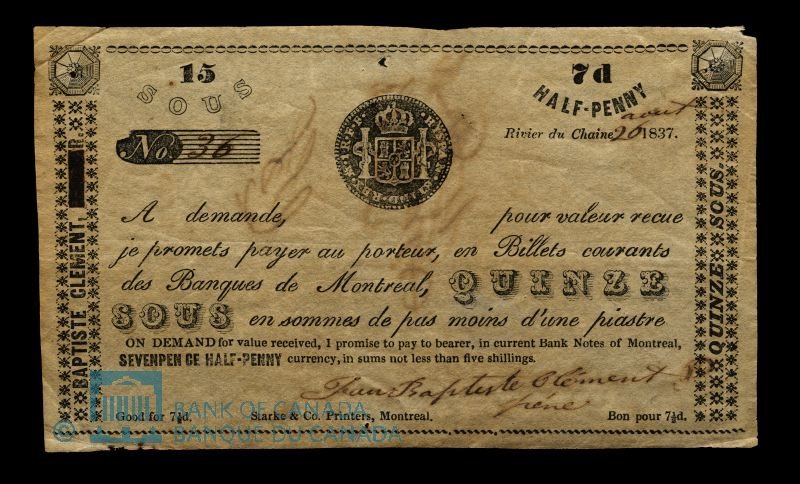 15
SOUS
No. 36
7d
HALF-PENNY
Rivier du Chaine, 20 aout 1837.
A demande, pour valeur recue
je promets payer au porteur, en Billets courants
des Banques de Montreal, QUINZE
SOUS en sommes de pas moins d'une piastre
ON DEMAND for value received, I promise to pay to bearer, in current Bank Notes of Montreal,
SEVENPEN CE HALF-PENNY currency, in sums not less than five shillings.
Jean Baptiste Clément
frère
Good for 7½d.
Starke & Co. Printers, Montreal.
Bon pour 7½d.
BAPTISTE CLEMENT, JR.
QUINZE SOUS
© BANK OF CANADA
BANQUE DU CANADA